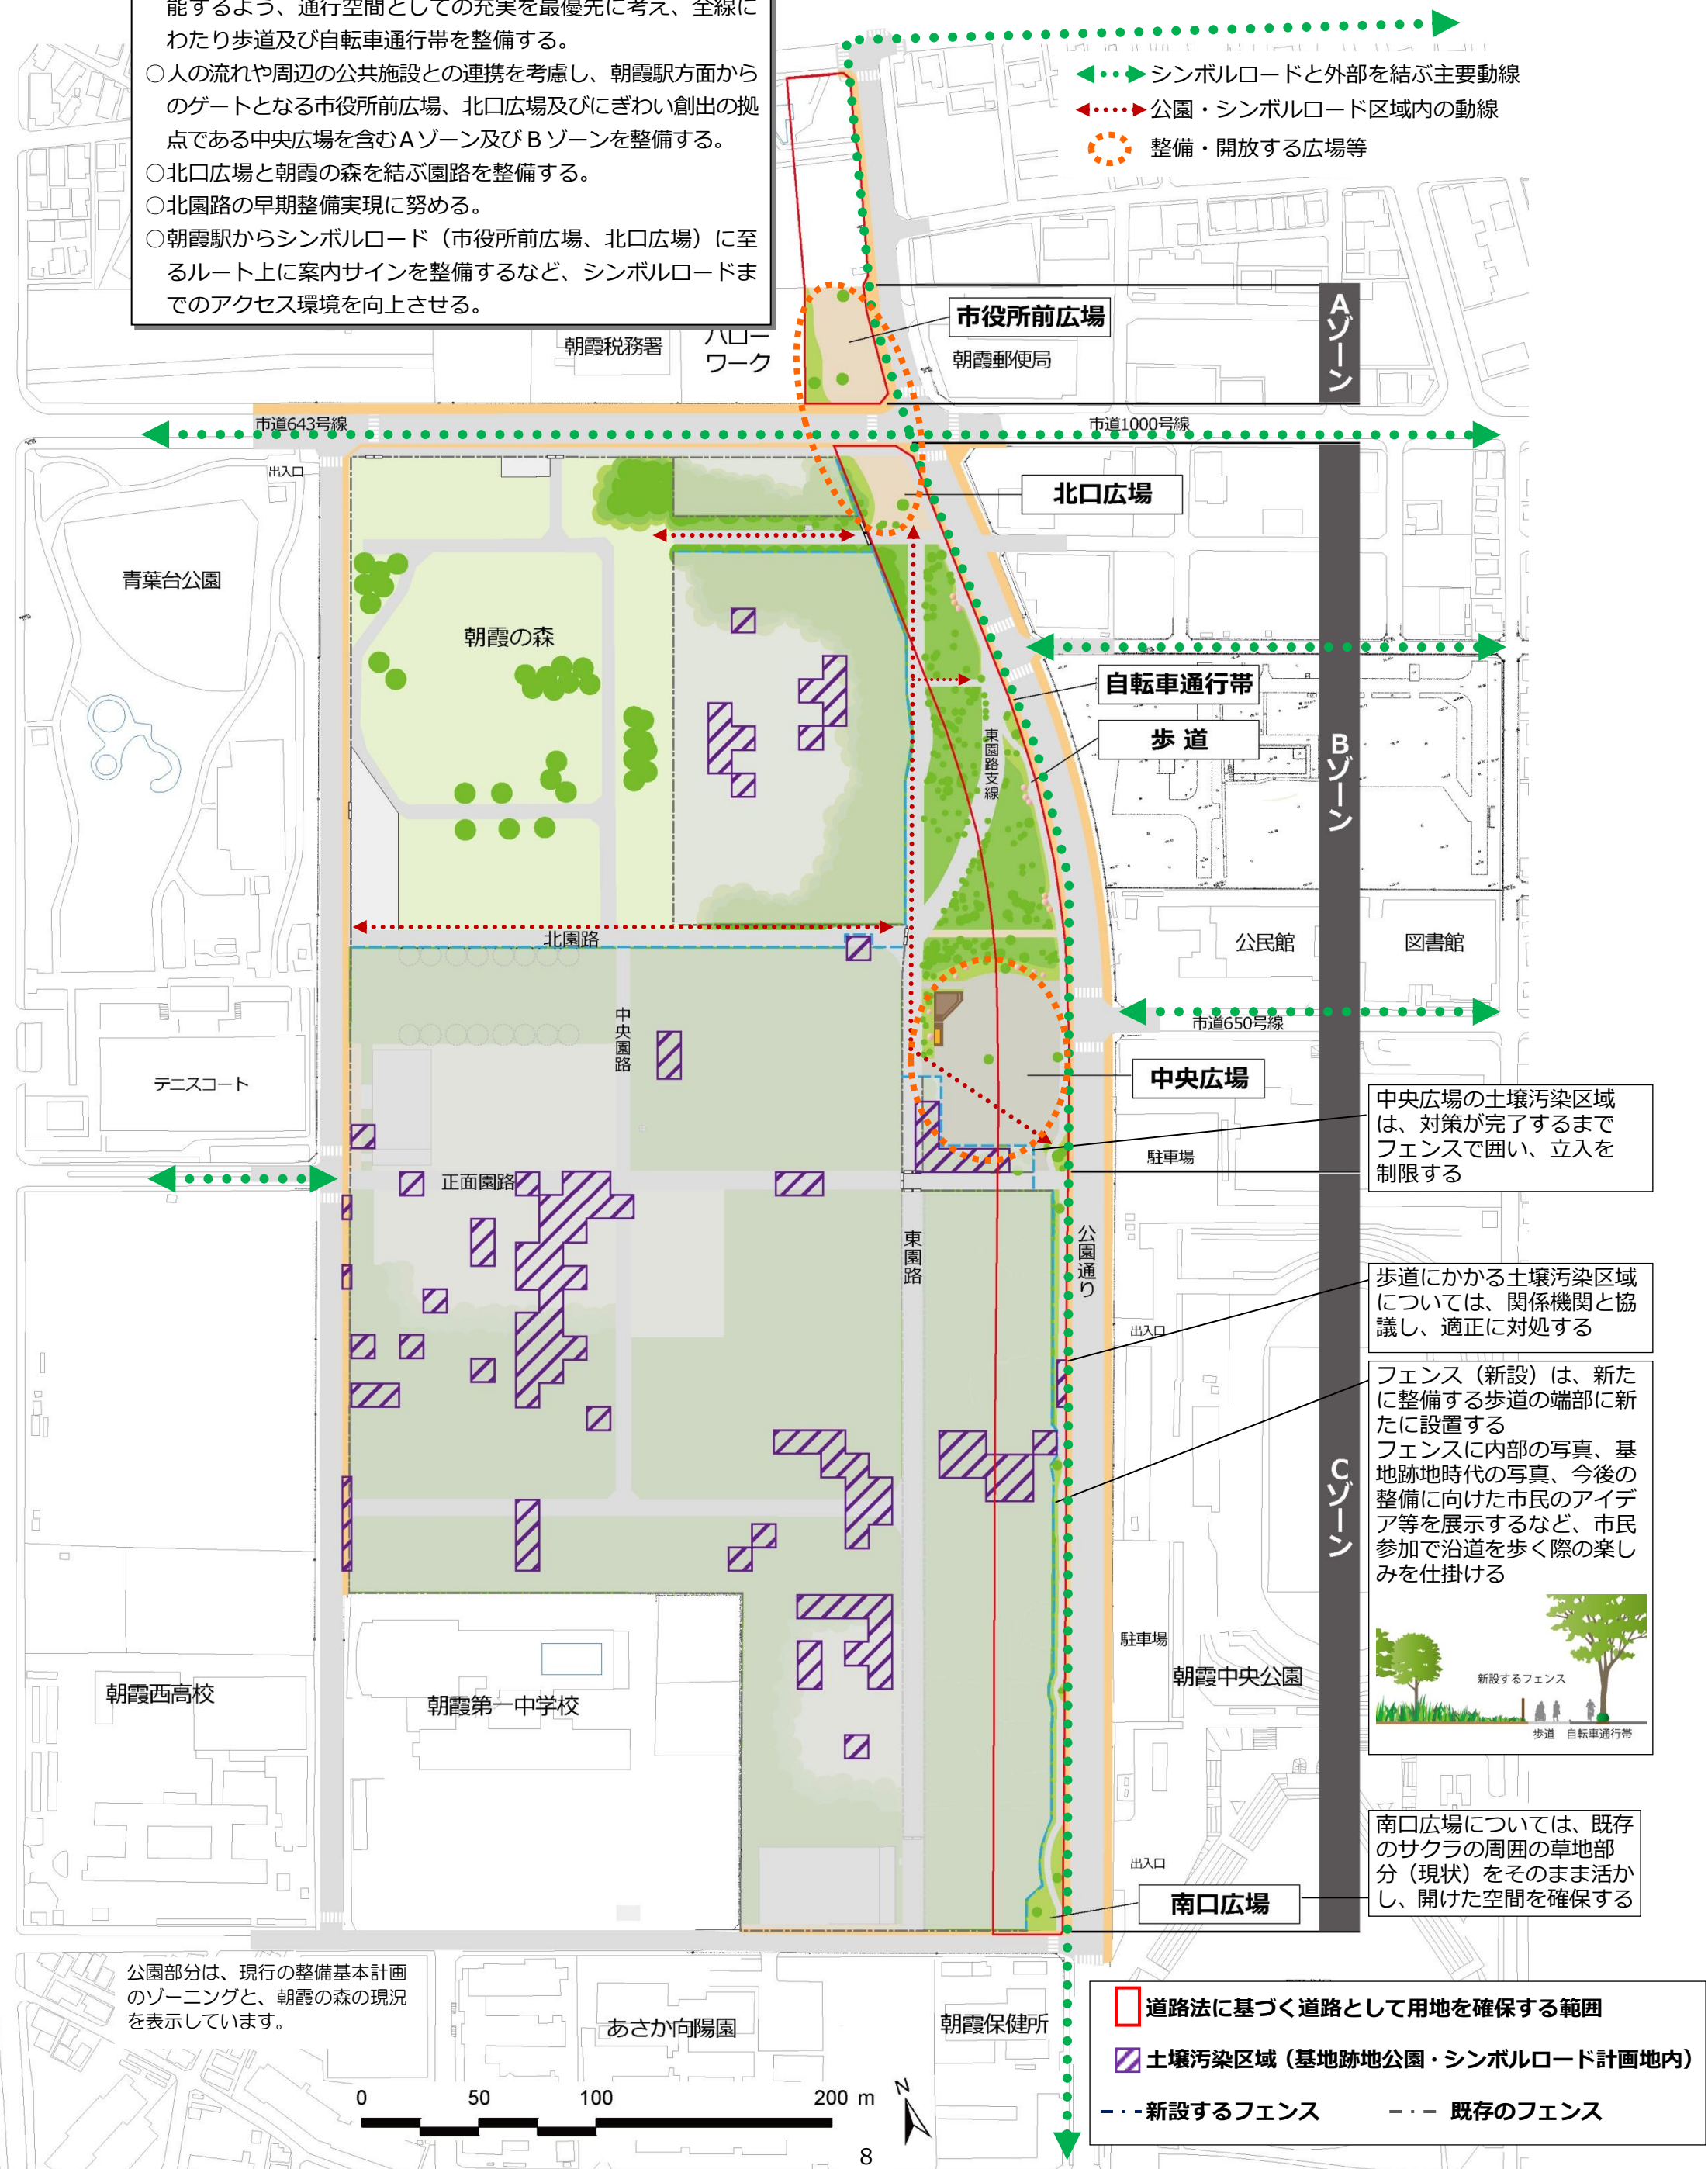 能するよう、通行空間としての充実を最優先に考え、全線に
わたり歩道及び自転車通行帯を整備する。
○人の流れや周辺の公共施設との連携を考慮し、朝霞駅方面から
のゲートとなる市役所前広場、北口広場及びにぎわい創出の拠
点である中央広場を含むAゾーン及びBゾーンを整備する。
○北口広場と朝霞の森を結ぶ園路を整備する。
○北園路の早期整備実現に努める。
○朝霞駅からシンボルロード（市役所前広場、北口広場）に至
るルート上に案内サインを整備するなど、シンボルロードま
でのアクセス環境を向上させる。
シンボルロードと外部を結ぶ主要動線
公園・シンボルロード区域内の動線
整備・開放する広場等
朝霞税務署
ハロー
ワーク
市役所前広場
朝霞郵便局
Aゾーン
市道643号線
市道1000号線
出入口
北口広場
青葉台公園
朝霞の森
自転車通行帯
歩 道
東園路支線
Bゾーン
北園路
公民館
図書館
市道650号線
中央園路
テニスコート
中央広場
中央広場の土壌汚染区域
は、対策が完了するまで
フェンスで囲い、立入を
制限する
駐車場
正面園路
東園路
公園通り
歩道にかかる土壌汚染区域
については、関係機関と協
議し、適正に対処する
出入口
フェンス（新設）は、新た
に整備する歩道の端部に新
たに設置する
フェンスに内部の写真、基
地跡地時代の写真、今後の
整備に向けた市民のアイデ
ア等を展示するなど、市民
参加で沿道を歩く際の楽し
みを仕掛ける
Cゾーン
新設するフェンス
歩道 自転車通行帯
駐車場
朝霞中央公園
朝霞西高校
朝霞第一中学校
南口広場については、既存
のサクラの周囲の草地部
分（現状）をそのまま活か
し、開けた空間を確保する
出入口
南口広場
公園部分は、現行の整備基本計画
のゾーニングと、朝霞の森の現況
を表示しています。
あさか向陽園
朝霞保健所
道路法に基づく道路として用地を確保する範囲
土壌汚染区域（基地跡地公園・シンボルロード計画地内）
新設するフェンス 既存のフェンス
0 50 100 200 m
N
8